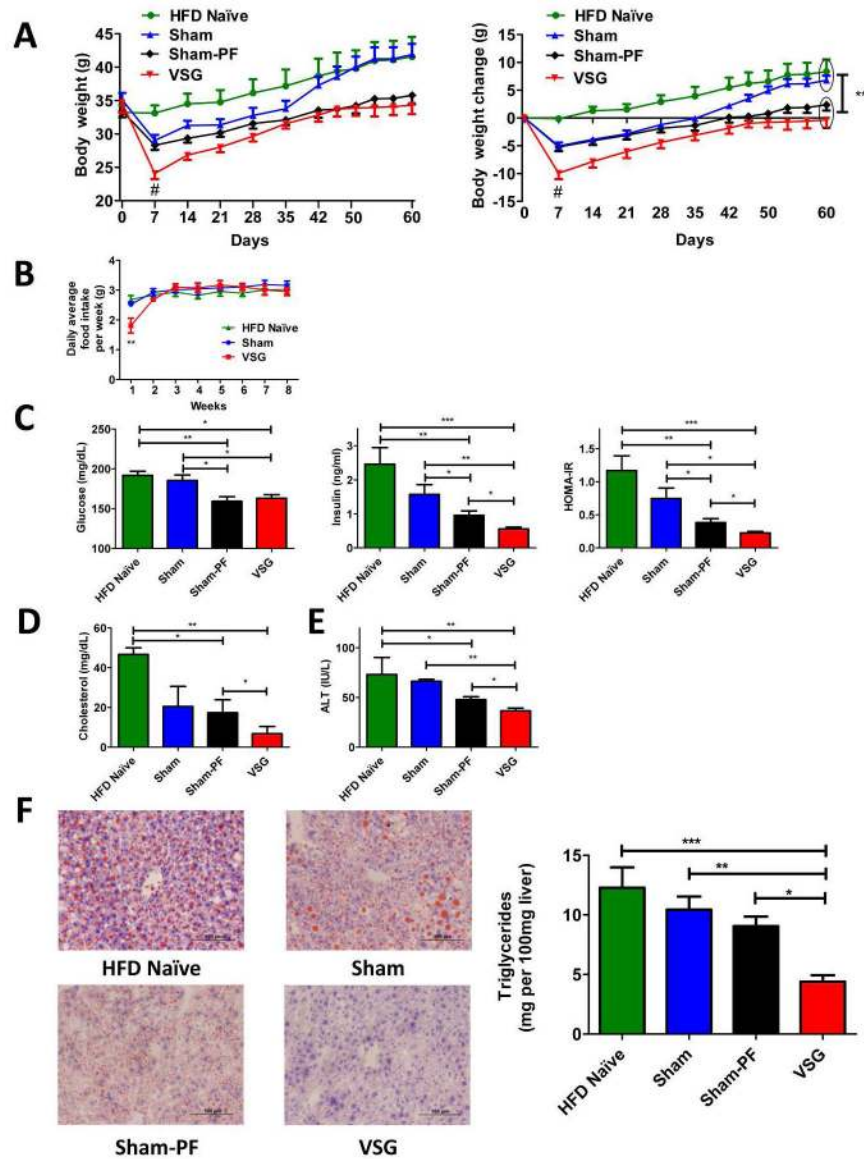 A
HFD Naïve
Sham
Sham-PF
VSG
Body weight (g)
45
40
35
30
25
20
#
0 7 14 21 28 35 42 50 60
Days
HFD Naïve
Sham
Sham-PF
VSG
Body weight change (g)
20
15
10
5
0
-5
-10
-15
#
**
0 7 14 21 28 35 42 50 60
Days
B
Daily average
food intake
per week (g)
4
3
2
1
0
**
HFD Naïve
Sham
VSG
1 2 3 4 5 6 7 8
Weeks
C
Glucose (mg/dL)
250
200
150
100
*
**
*
*
HFD Naïve
Sham
Sham-PF
VSG
Insulin (ng/ml)
3
2
1
0
***
**
**
*
*
HFD Naïve
Sham
Sham-PF
VSG
HOMA-IR
1.5
1.0
0.5
0.0
***
**
*
*
*
HFD Naïve
Sham
Sham-PF
VSG
D
Cholesterol (mg/dL)
60
40
20
0
**
*
*
HFD Naïve
Sham
Sham-PF
VSG
E
ALT (IU/L)
100
50
0
**
*
**
*
HFD Naïve
Sham
Sham-PF
VSG
F
HFD Naïve
Sham
Sham-PF
VSG
Triglycerides
(mg per 100mg liver)
15
10
5
0
***
**
*
HFD Naïve
Sham
Sham-PF
VSG